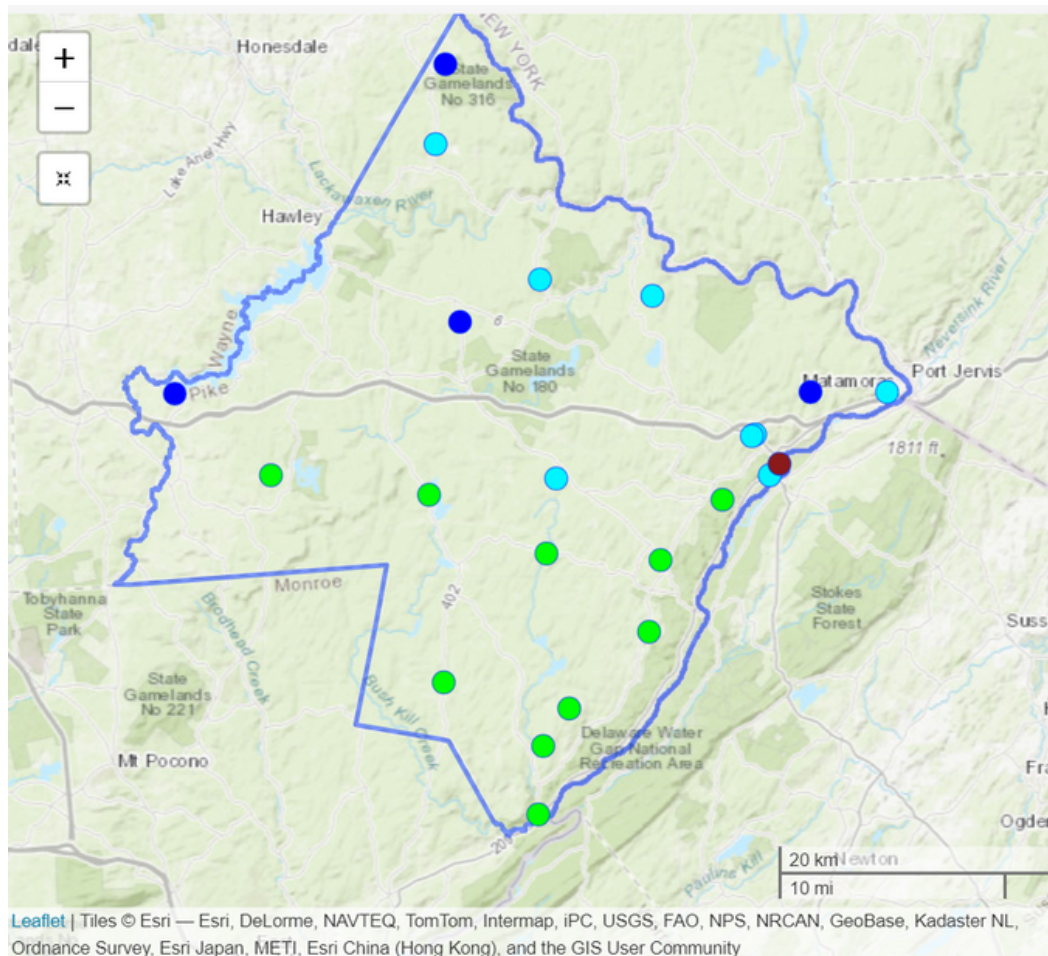 +
−
dale
Honesdale
NEW YORK
State
Gamelands
No 316
Lake Ariel Hwy
Lackawaxen River
Hawley
Wayne
Pike
6
State
Gamelands
No 180
Neversink River
Port Jervis
Matamoras
1811 ft
Monroe
402
Tobyhanna
State
Park
Brodhead Creek
Stokes
State
Forest
Suss
State
Gamelands
No 221
Bush Kill Creek
Mt Pocono
Delaware Water
Gap National
Recreation Area
Fra
Ogden
209
Paulins Kill
Newton
20 km
10 mi
Leaflet | Tiles © Esri — Esri, DeLorme, NAVTEQ, TomTom, Intermap, iPC, USGS, FAO, NPS, NRCAN, GeoBase, Kadaster NL,
Ordnance Survey, Esri Japan, METI, Esri China (Hong Kong), and the GIS User Community